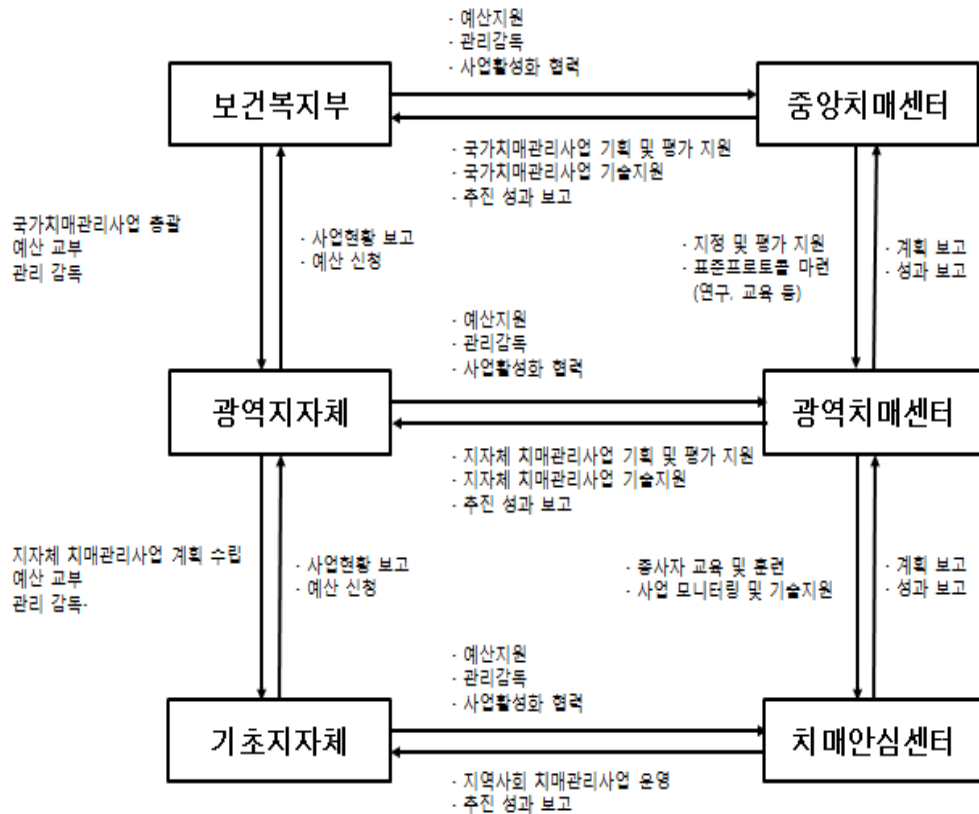 · 예산지원
· 관리감독
· 사업활성화 협력
보건복지부
중앙치매센터
· 국가치매관리사업 기획 및 평가 지원
· 국가치매관리사업 기술지원
· 추진 성과 보고
국가치매관리사업 총괄
예산 교부
관리 감독
· 사업현황 보고
· 예산 신청
· 지정 및 평가 지원
· 표준프로토콜 마련
(연구, 교육 등)
· 계획 보고
· 성과 보고
· 예산지원
· 관리감독
· 사업활성화 협력
광역지자체
광역치매센터
· 지자체 치매관리사업 기획 및 평가 지원
· 지자체 치매관리사업 기술지원
· 추진 성과 보고
지자체 치매관리사업 계획 수립
예산 교부
관리 감독·
· 사업현황 보고
· 예산 신청
· 종사자 교육 및 훈련
· 사업 모니터링 및 기술지원
· 계획 보고
· 성과 보고
· 예산지원
· 관리감독
· 사업활성화 협력
기초지자체
치매안심센터
· 지역사회 치매관리사업 운영
· 추진 성과 보고